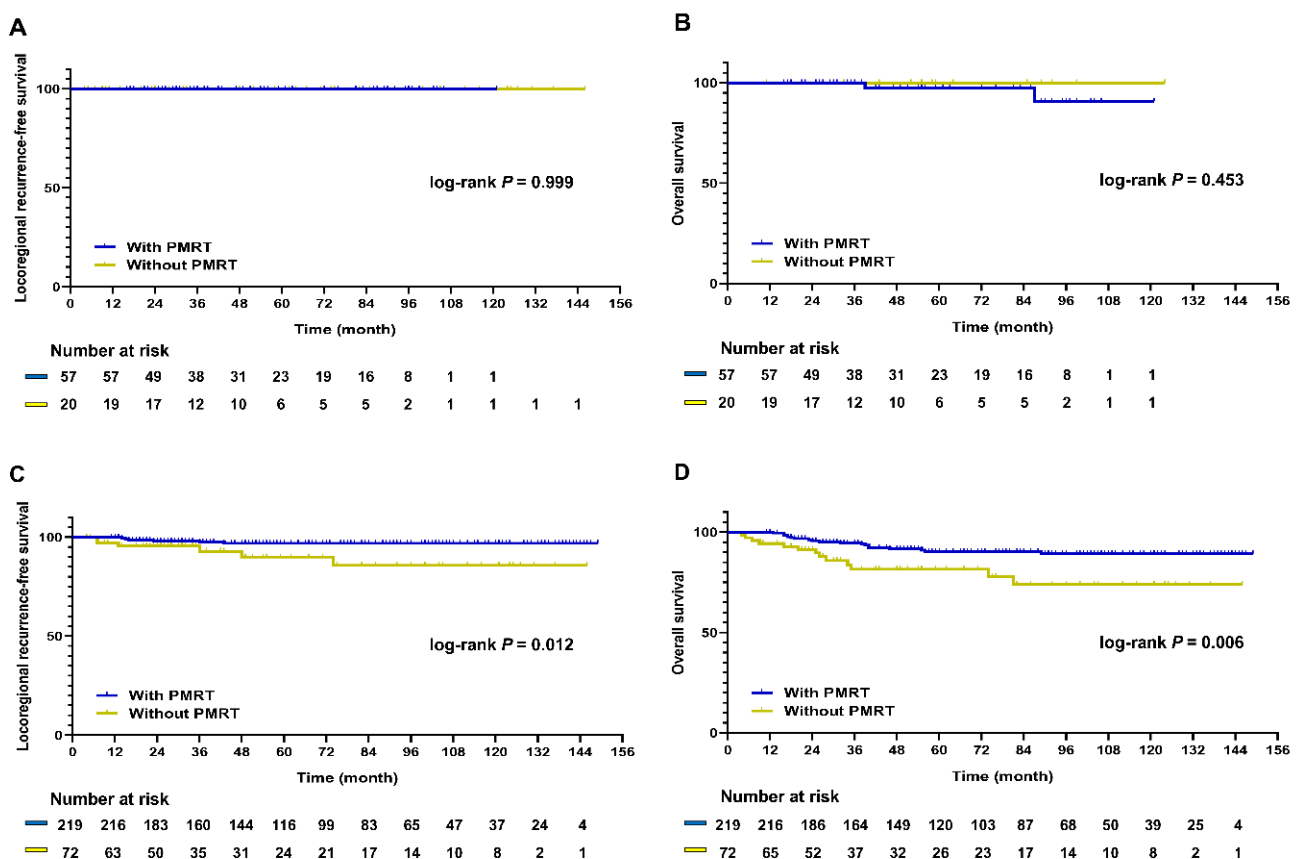 A
Locoregional recurrence-free survival
100
50
0
log-rank P = 0.999
With PMRT
Without PMRT
0 12 24 36 48 60 72 84 96 108 120 132 144 156
Time (month)
Number at risk
57 57 49 38 31 23 19 16 8 1 1
20 19 17 12 10 6 5 5 2 1 1 1 1
B
Overall survival
100
50
0
log-rank P = 0.453
With PMRT
Without PMRT
0 12 24 36 48 60 72 84 96 108 120 132 144 156
Time (month)
Number at risk
57 57 49 38 31 23 19 16 8 1 1
20 19 17 12 10 6 5 5 2 1 1
C
Locoregional recurrence-free survival
100
50
0
log-rank P = 0.012
With PMRT
Without PMRT
0 12 24 36 48 60 72 84 96 108 120 132 144 156
Time (month)
Number at risk
219 216 183 160 144 116 99 83 65 47 37 24 4
72 63 50 35 31 24 21 17 14 10 8 2 1
D
Overall survival
100
50
0
log-rank P = 0.006
With PMRT
Without PMRT
0 12 24 36 48 60 72 84 96 108 120 132 144 156
Time (month)
Number at risk
219 216 186 164 149 120 103 87 68 50 39 25 4
72 65 52 37 32 26 23 17 14 10 8 2 1